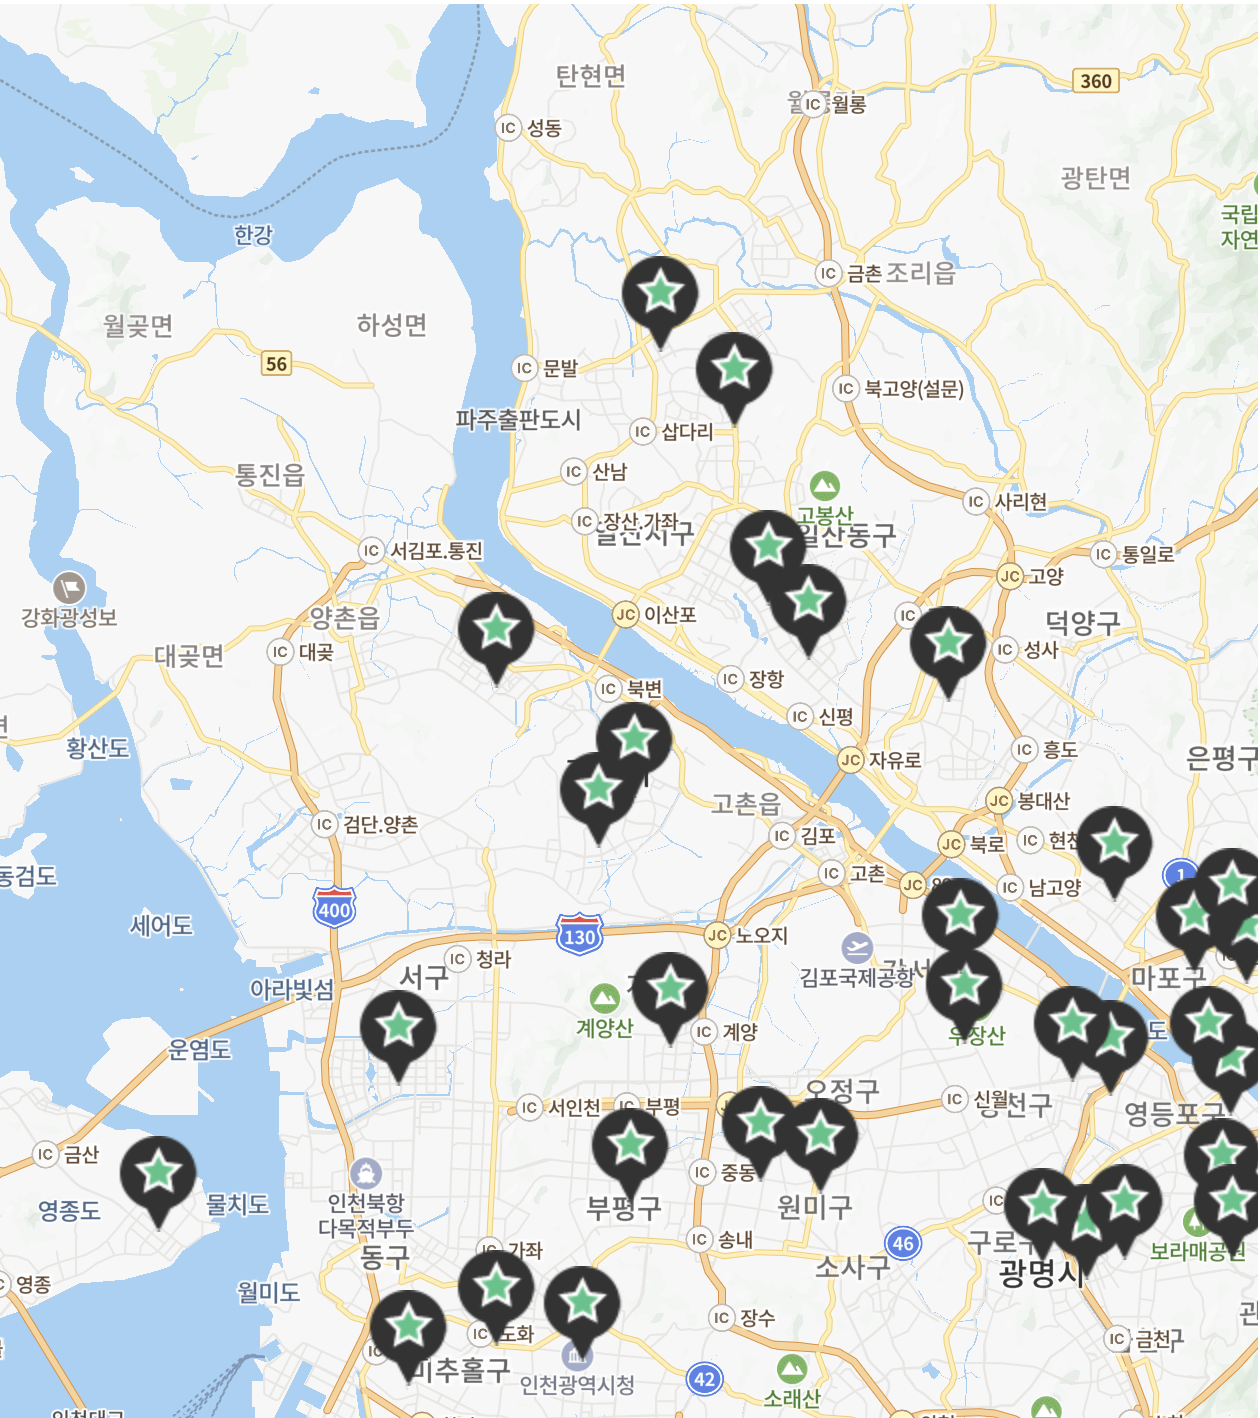 탄현면
360
IC 월롱
IC 성동
광탄면
국립
자연
한강
IC 금촌
조리읍
월곶면
하성면
56
IC 문발
IC 북고양(설문)
파주출판도시
IC 삽다리
통진읍
IC 산남
고봉산
IC 사리현
IC 장산.가좌
일산서구
일산동구
IC 서김포.통진
IC 통일로
JC 고양
강화광성보
양촌읍
JC 이산포
IC
덕양구
IC 대곶
대곶면
IC 성사
IC 장항
IC 북변
IC 신평
황산도
IC 흥도
은평구
JC 자유로
고촌읍
JC 봉대산
IC 검단.양촌
IC 김포
JC 북로
IC 현천
동검도
IC 고촌
1
JC
IC 남고양
400
세어도
130
JC 노오지
IC 청라
서구
김포국제공항
마포구
아라빛섬
계양산
IC 계양
우장산
도
운염도
오정구
IC 서인천
IC 부평
IC 신월
양천구
영등포구
IC 금산
IC 중동
영종도
물치도
인천북항
다목적부두
부평구
원미구
IC
IC 송내
46
구로구
보라매공원
동구
IC 가좌
소사구
광명시
영종
월미도
IC 장수
IC 도화
IC
IC 금천
관
미추홀구
인천광역시청
42
소래산